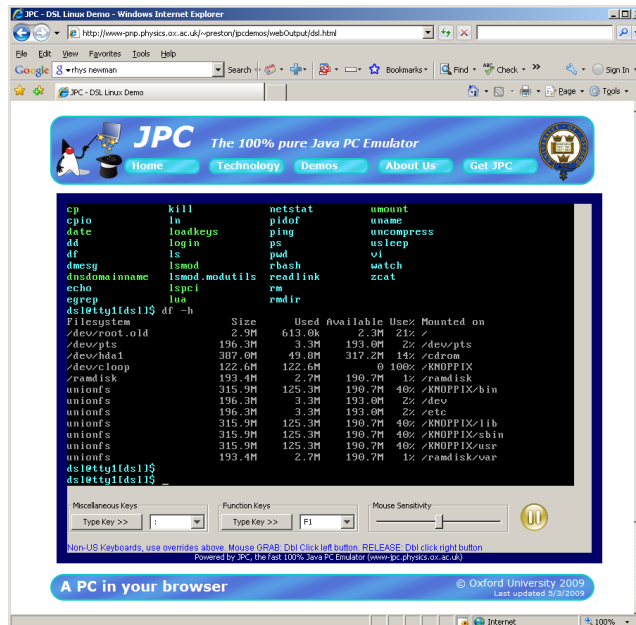 JPC - DSL Linux Demo - Windows Internet Explorer
http://www-pnp.physics.ox.ac.uk/~preston/jpcdemos/webOutput/dsl.html
File Edit View Favorites Tools Help
Google rhys newman Search Bookmarks Find Check Sign In
JPC - DSL Linux Demo Page Tools
JPC The 100% pure Java PC Emulator
Home Technology Demos About Us Get JPC
cp kill netstat umount
cpio ln pidof uname
date loadkeys ping uncompress
dd login ps usleep
df ls pwd vi
dmesg lsmod rbash watch
dnsdomainname lsmod.modutils readlink zcat
echo lspci rm
egrep lua rmdir
dsl@tty1[dsl]$ df -h
Filesystem Size Used Available Use% Mounted on
/dev/root.old 2.9M 613.0k 2.3M 21% /
/dev/pts 196.3M 3.3M 193.0M 2% /dev/pts
/dev/hda1 387.0M 49.8M 317.2M 14% /cdrom
/dev/cloop 122.6M 122.6M 0 100% /KNOPPIX
/ramdisk 193.4M 2.7M 190.7M 1% /ramdisk
unionfs 315.9M 125.3M 190.7M 40% /KNOPPIX/bin
unionfs 196.3M 3.3M 193.0M 2% /dev
unionfs 196.3M 3.3M 193.0M 2% /etc
unionfs 315.9M 125.3M 190.7M 40% /KNOPPIX/lib
unionfs 315.9M 125.3M 190.7M 40% /KNOPPIX/sbin
unionfs 315.9M 125.3M 190.7M 40% /KNOPPIX/usr
unionfs 193.4M 2.7M 190.7M 1% /ramdisk/var
dsl@tty1[dsl]$
dsl@tty1[dsl]$ _
Miscellaneous Keys Function Keys Mouse Sensitivity
Type Key >> : Type Key >> F1
Non-US Keyboards, use overrides above. Mouse GRAB: Dbl Click left button. RELEASE: Dbl click right button
Powered by JPC, the fast 100% Java PC Emulator (www-jpc.physics.ox.ac.uk)
A PC in your browser © Oxford University 2009
Last updated 5/3/2009
Internet 100%